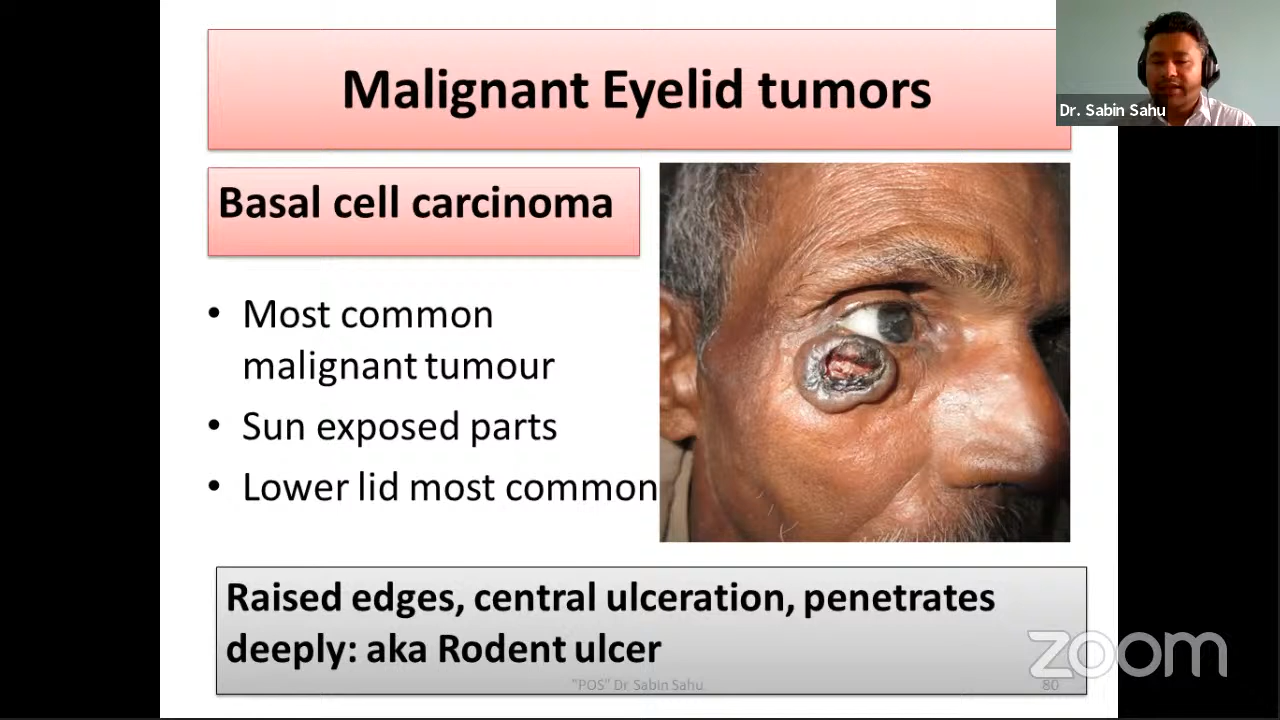 Malignant Eyelid tumors
Dr. Sabin Sahu
Basal cell carcinoma
• Most common
malignant tumour
• Sun exposed parts
• Lower lid most common
Raised edges, central ulceration, penetrates
deeply: aka Rodent ulcer
"POS" Dr Sabin Sahu
80
zoom